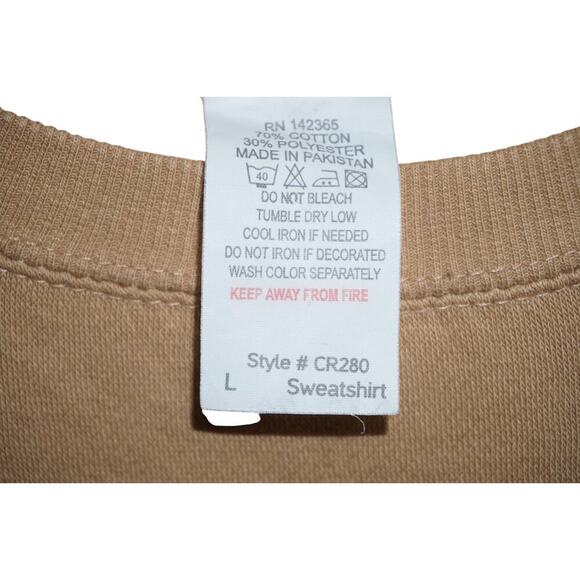 RN 142365
70% COTTON
30% POLYESTER
MADE IN PAKISTAN
40
DO NOT BLEACH
TUMBLE DRY LOW
COOL IRON IF NEEDED
DO NOT IRON IF DECORATED
WASH COLOR SEPARATELY
KEEP AWAY FROM FIRE
Style # CR280
L Sweatshirt